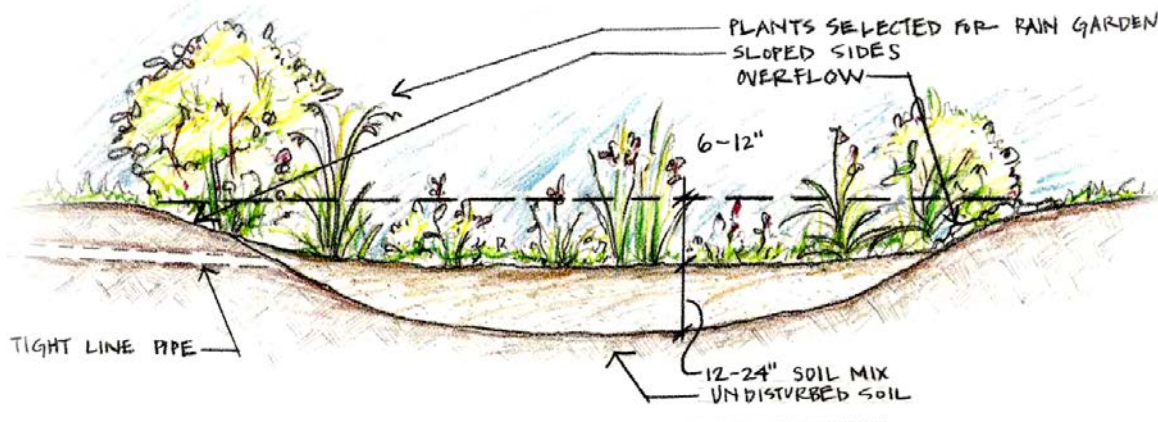 PLANTS SELECTED FOR RAIN GARDEN
SLOPED SIDES
OVERFLOW
6-12"
TIGHT LINE PIPE
12-24" SOIL MIX
UNDISTURBED SOIL